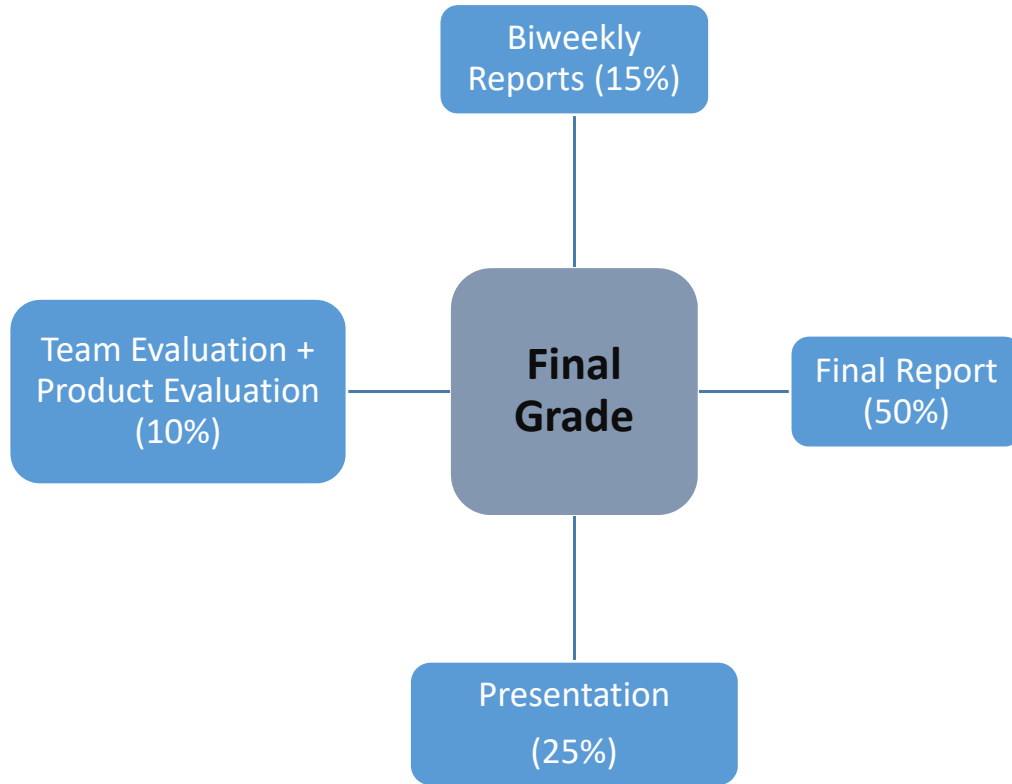 Biweekly
Reports (15%)
Team Evaluation +
Product Evaluation
(10%)
Final
Grade
Final Report
(50%)
Presentation
(25%)